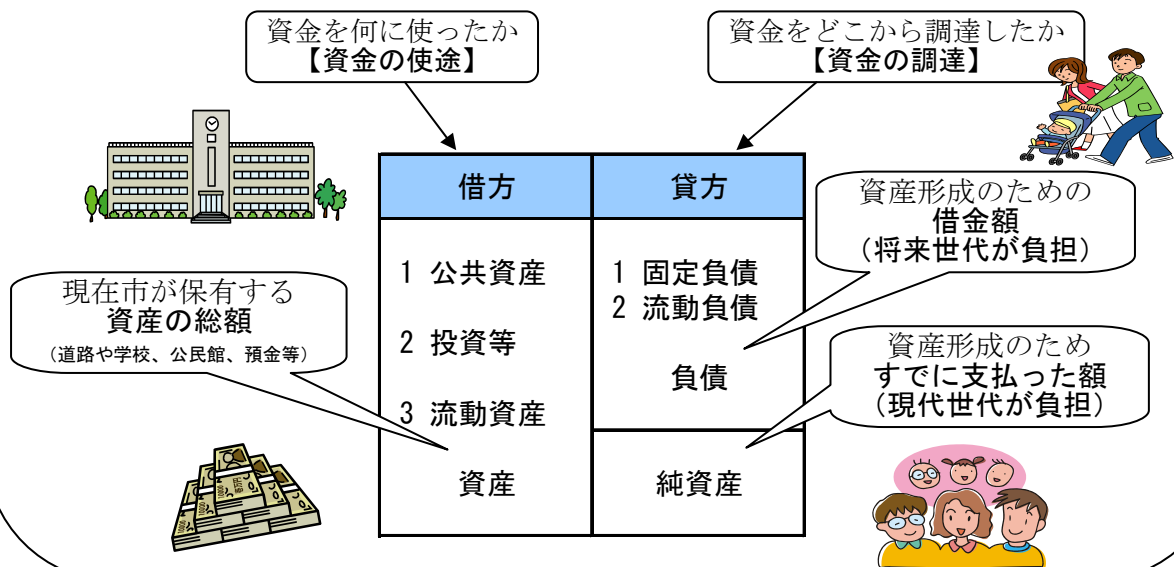 資金を何に使ったか
【資金の使途】
資金をどこから調達したか
【資金の調達】
借方
貸方
1 公共資産
2 投資等
3 流動資産
資産
1 固定負債
2 流動負債
負債
純資産
現在市が保有する
資産の総額
(道路や学校、公民館、預金等)
資産形成のための
借金額
(将来世代が負担)
資産形成のため
すでに支払った額
(現代世代が負担)